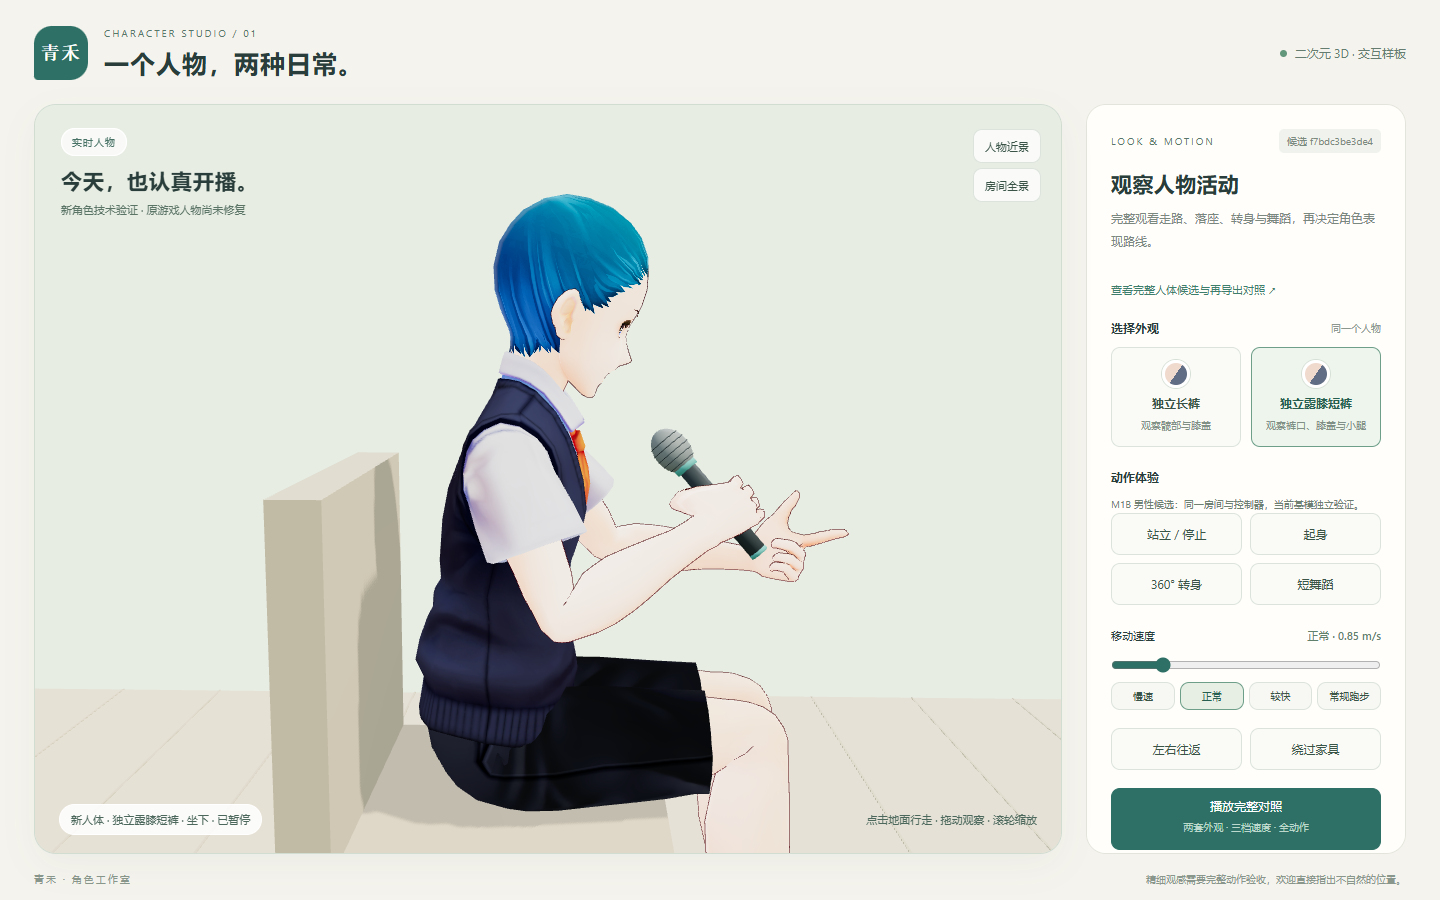 青禾
CHARACTER STUDIO / 01
一个人物，两种日常。
二次元 3D · 交互样板
实时人物
今天，也认真开播。
新角色技术验证 · 原游戏人物尚未修复
人物近景
房间全景
新人体 · 独立露膝短裤 · 坐下 · 已暂停
点击地面行走 · 拖动观察 · 滚轮缩放
LOOK & MOTION
候选 f7bdc3be3de4
观察人物活动
完整观看走路、落座、转身与舞蹈，再决定角色表
现路线。
查看完整人体候选与再导出对照 ↗
选择外观
同一个人物
独立长裤
观察髋部与膝盖
独立露膝短裤
观察裤口、膝盖与小腿
动作体验
M1B 男性候选：同一房间与控制器，当前基模独立验证。
站立 / 停止
起身
360° 转身
短舞蹈
移动速度
正常 · 0.85 m/s
慢速
正常
较快
常规跑步
左右往返
绕过家具
播放完整对照
两套外观 · 三档速度 · 全动作
青禾 · 角色工作室
精细观感需要完整动作验收，欢迎直接指出不自然的位置。